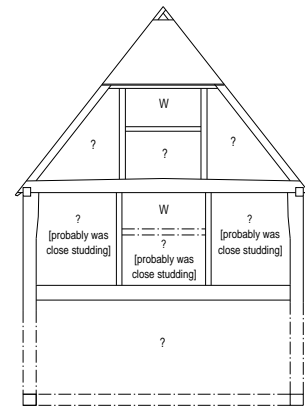 W
?
?
?
?
[probably was
close studding]
W
?
[probably was
close studding]
?
[probably was
close studding]
?